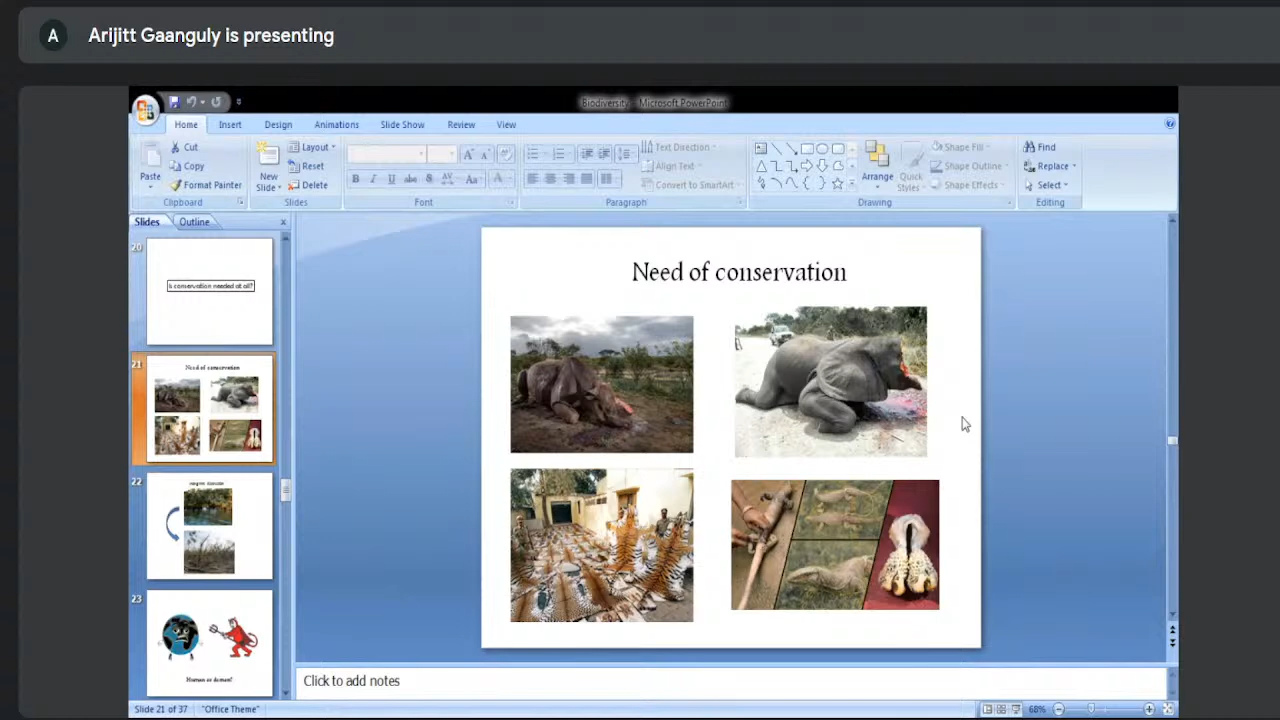 A
Arijitt Gaanguly is presenting
Biodiversity - Microsoft PowerPoint
Home Insert Design Animations Slide Show Review View
Cut
Copy
Format Painter
Paste
Clipboard
New
Slide
Layout
Reset
Delete
Slides
Font
Text Direction
Align Text
Convert to SmartArt
Paragraph
Arrange
Quick
Styles
Shape Fill
Shape Outline
Shape Effects
Drawing
Find
Replace
Select
Editing
Slides Outline
20
Is conservation needed at all?
21
Need of conservation
22
23
Human or demon?
Need of conservation
Click to add notes
Slide 21 of 37 "Office Theme"
68%